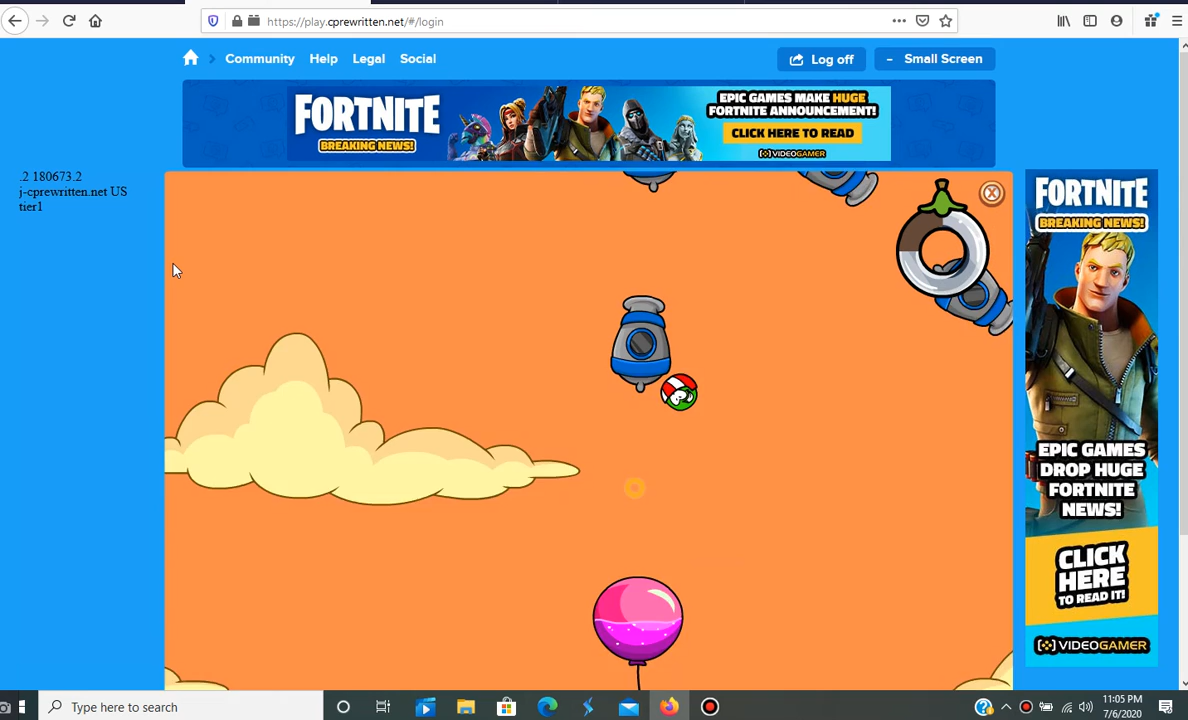 https://play.cprewritten.net/#/login
Community Help Legal Social
Log off
− Small Screen
FORTNITE
BREAKING NEWS!
EPIC GAMES MAKE HUGE
FORTNITE ANNOUNCEMENT!
CLICK HERE TO READ
VIDEOGAMER
.2 180673.2
j-cprewritten.net US
tier1
FORTNITE
BREAKING NEWS!
EPIC GAMES
DROP HUGE
FORTNITE
NEWS!
CLICK
HERE
TO READ IT!
VIDEOGAMER
Type here to search
11:05 PM
7/6/2020